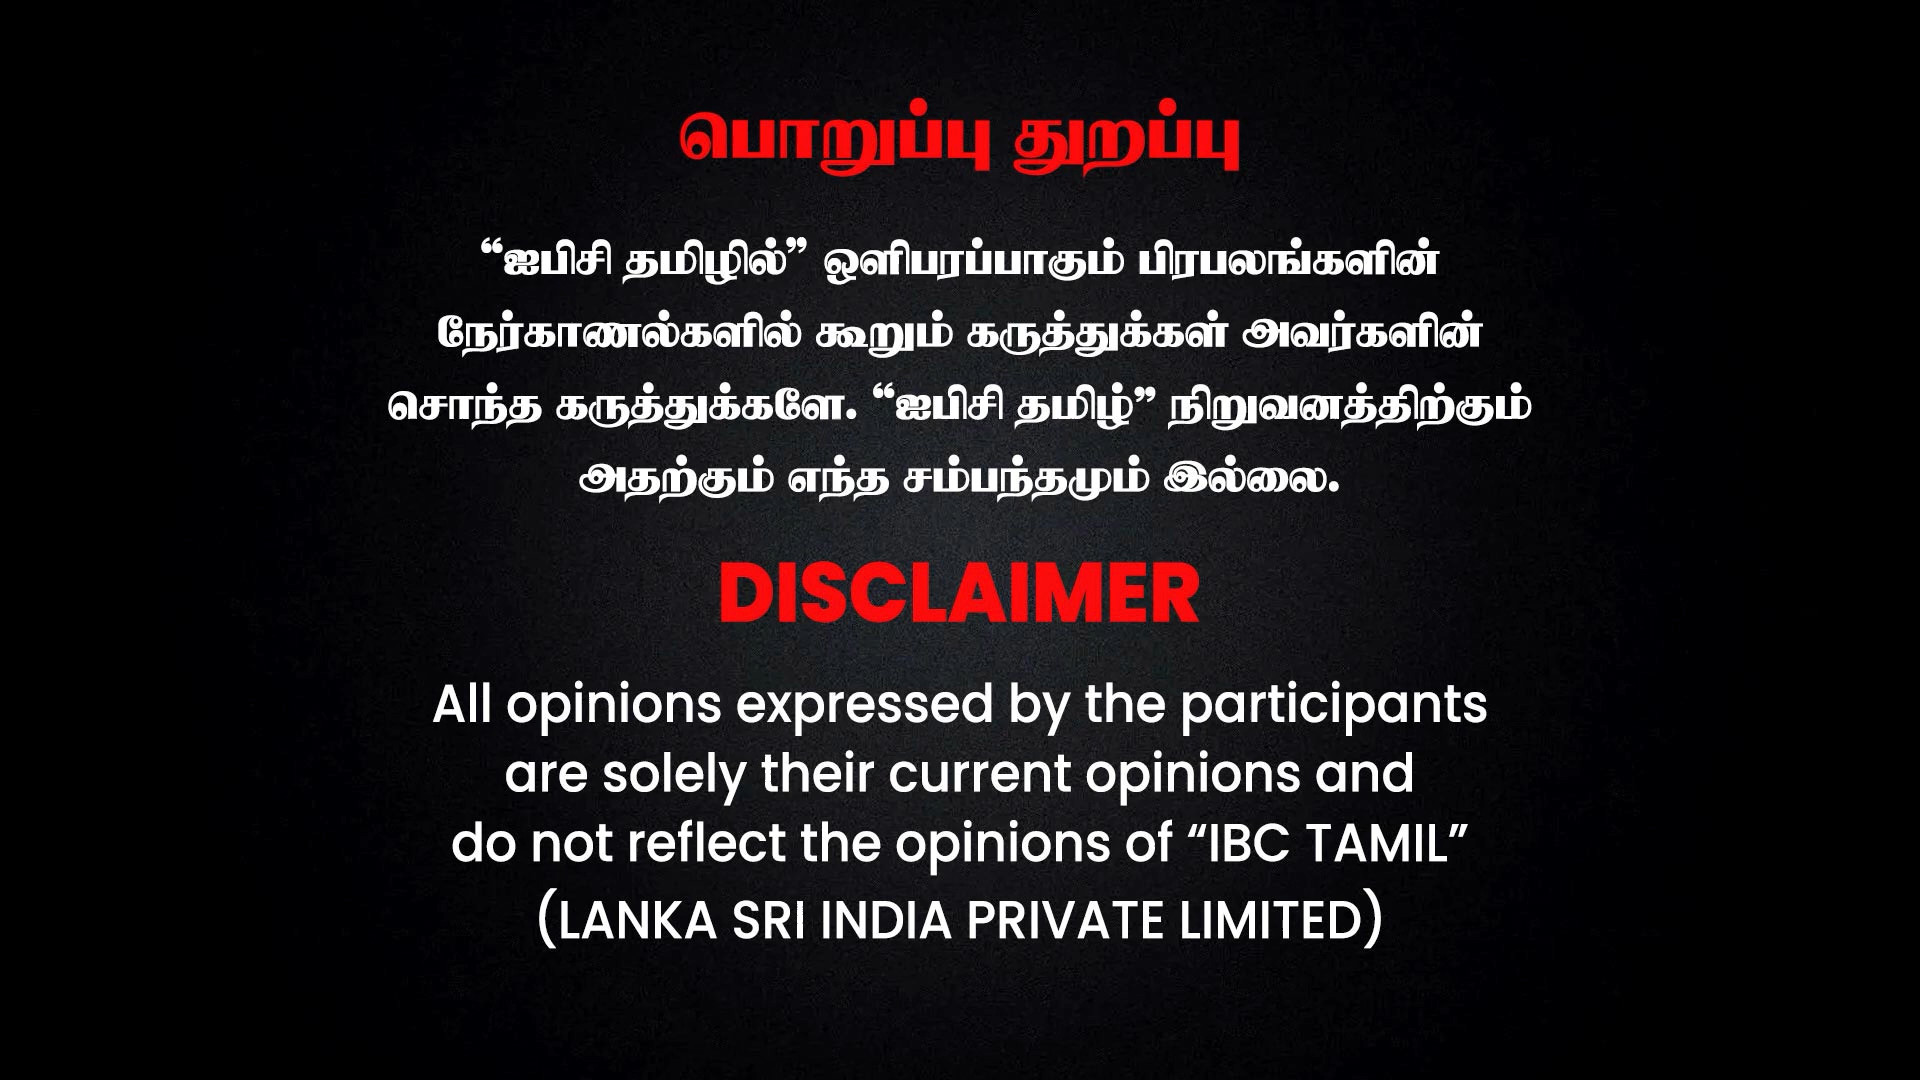 பொறுப்பு துறப்பு
“ஐபிசி தமிழில்” ஒளிபரப்பாகும் பிரபலங்களின்
நேர்காணல்களில் கூறும் கருத்துக்கள் அவர்களின்
சொந்த கருத்துக்களே. “ஐபிசி தமிழ்” நிறுவனத்திற்கும்
அதற்கும் எந்த சம்பந்தமும் இல்லை.
DISCLAIMER
All opinions expressed by the participants
are solely their current opinions and
do not reflect the opinions of “IBC TAMIL”
(LANKA SRI INDIA PRIVATE LIMITED)